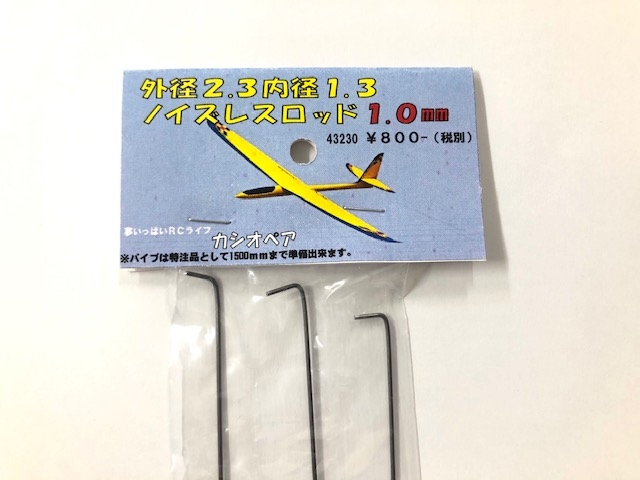 外径2.3内径1.3
ノイズレスロッド1.0mm
43230 ¥800-(税別)
夢いっぱいRCライフ
カシオペア
※パイプは特注品として1500mmまで準備出来ます。